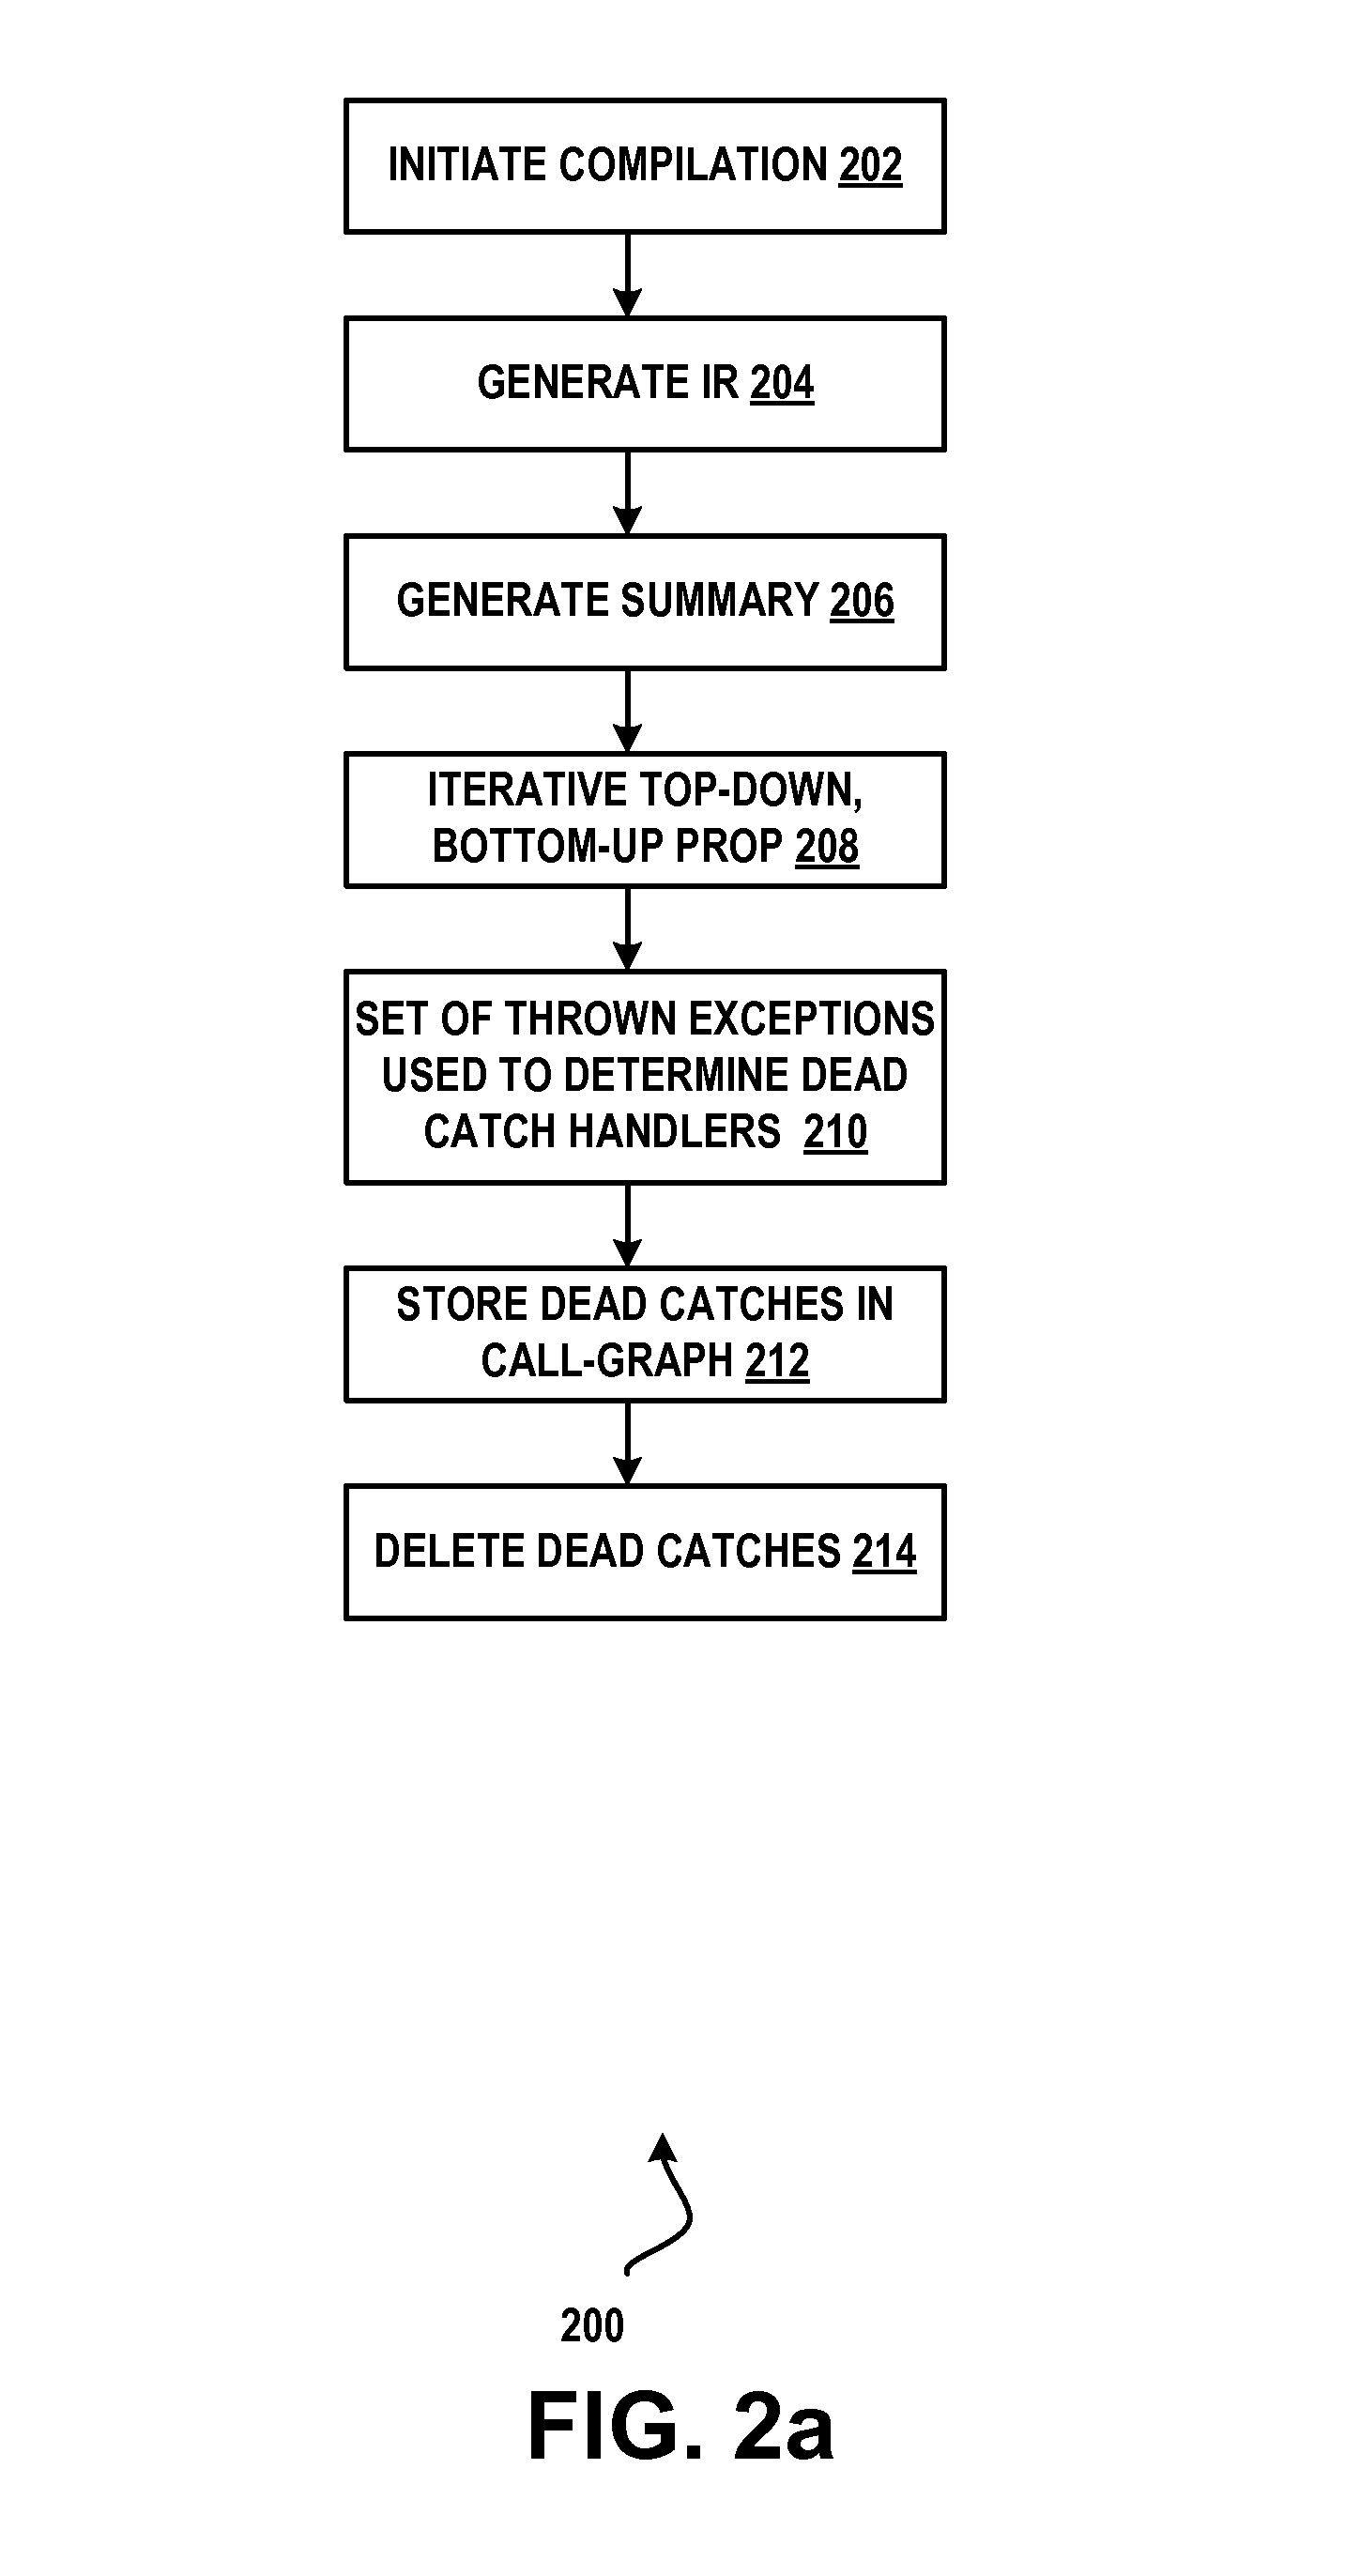 INITIATE COMPILATION 202
GENERATE IR 204
GENERATE SUMMARY 206
ITERATIVE TOP-DOWN,
BOTTOM-UP PROP 208
SET OF THROWN EXCEPTIONS
USED TO DETERMINE DEAD
CATCH HANDLERS 210
STORE DEAD CATCHES IN
CALL-GRAPH 212
DELETE DEAD CATCHES 214
200
FIG. 2a